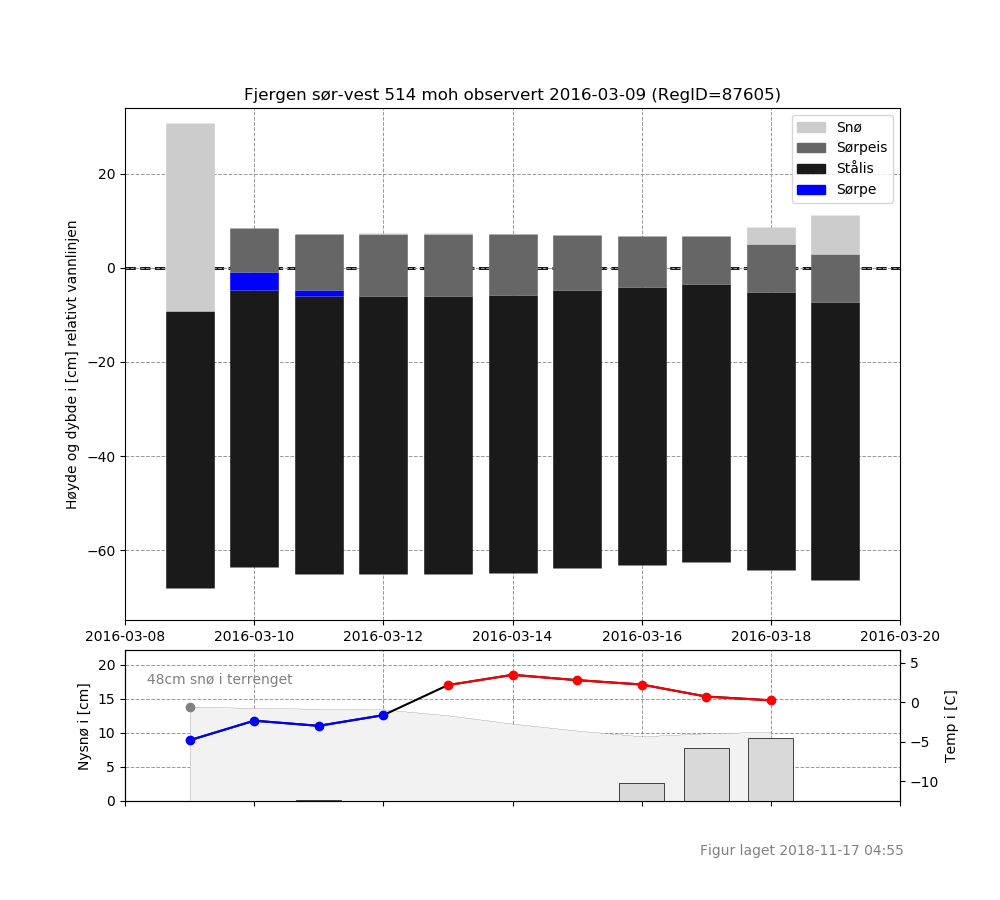 Fjergen sør-vest 514 moh observert 2016-03-09 (RegID=87605)
Snø
Sørpeis
Stålis
Sørpe
20
0
−20
−40
−60
Høyde og dybde i [cm] relativt vannlinjen
2016-03-08 2016-03-10 2016-03-12 2016-03-14 2016-03-16 2016-03-18 2016-03-20
48cm snø i terrenget
20
15
10
5
0
Nysnø i [cm]
5
0
−5
−10
Temp i [C]
Figur laget 2018-11-17 04:55